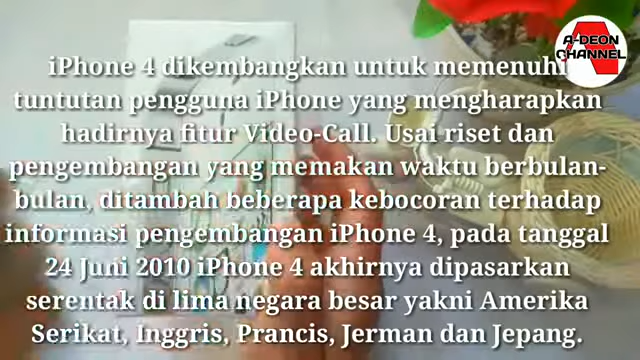 A-DEON
CHANNEL
iPhone 4 dikembangkan untuk memenuhi
tuntutan pengguna iPhone yang mengharapkan
hadirnya fitur Video-Call. Usai riset dan
pengembangan yang memakan waktu berbulan-
bulan, ditambah beberapa kebocoran terhadap
informasi pengembangan iPhone 4, pada tanggal
24 Juni 2010 iPhone 4 akhirnya dipasarkan
serentak di lima negara besar yakni Amerika
Serikat, Inggris, Prancis, Jerman dan Jepang.